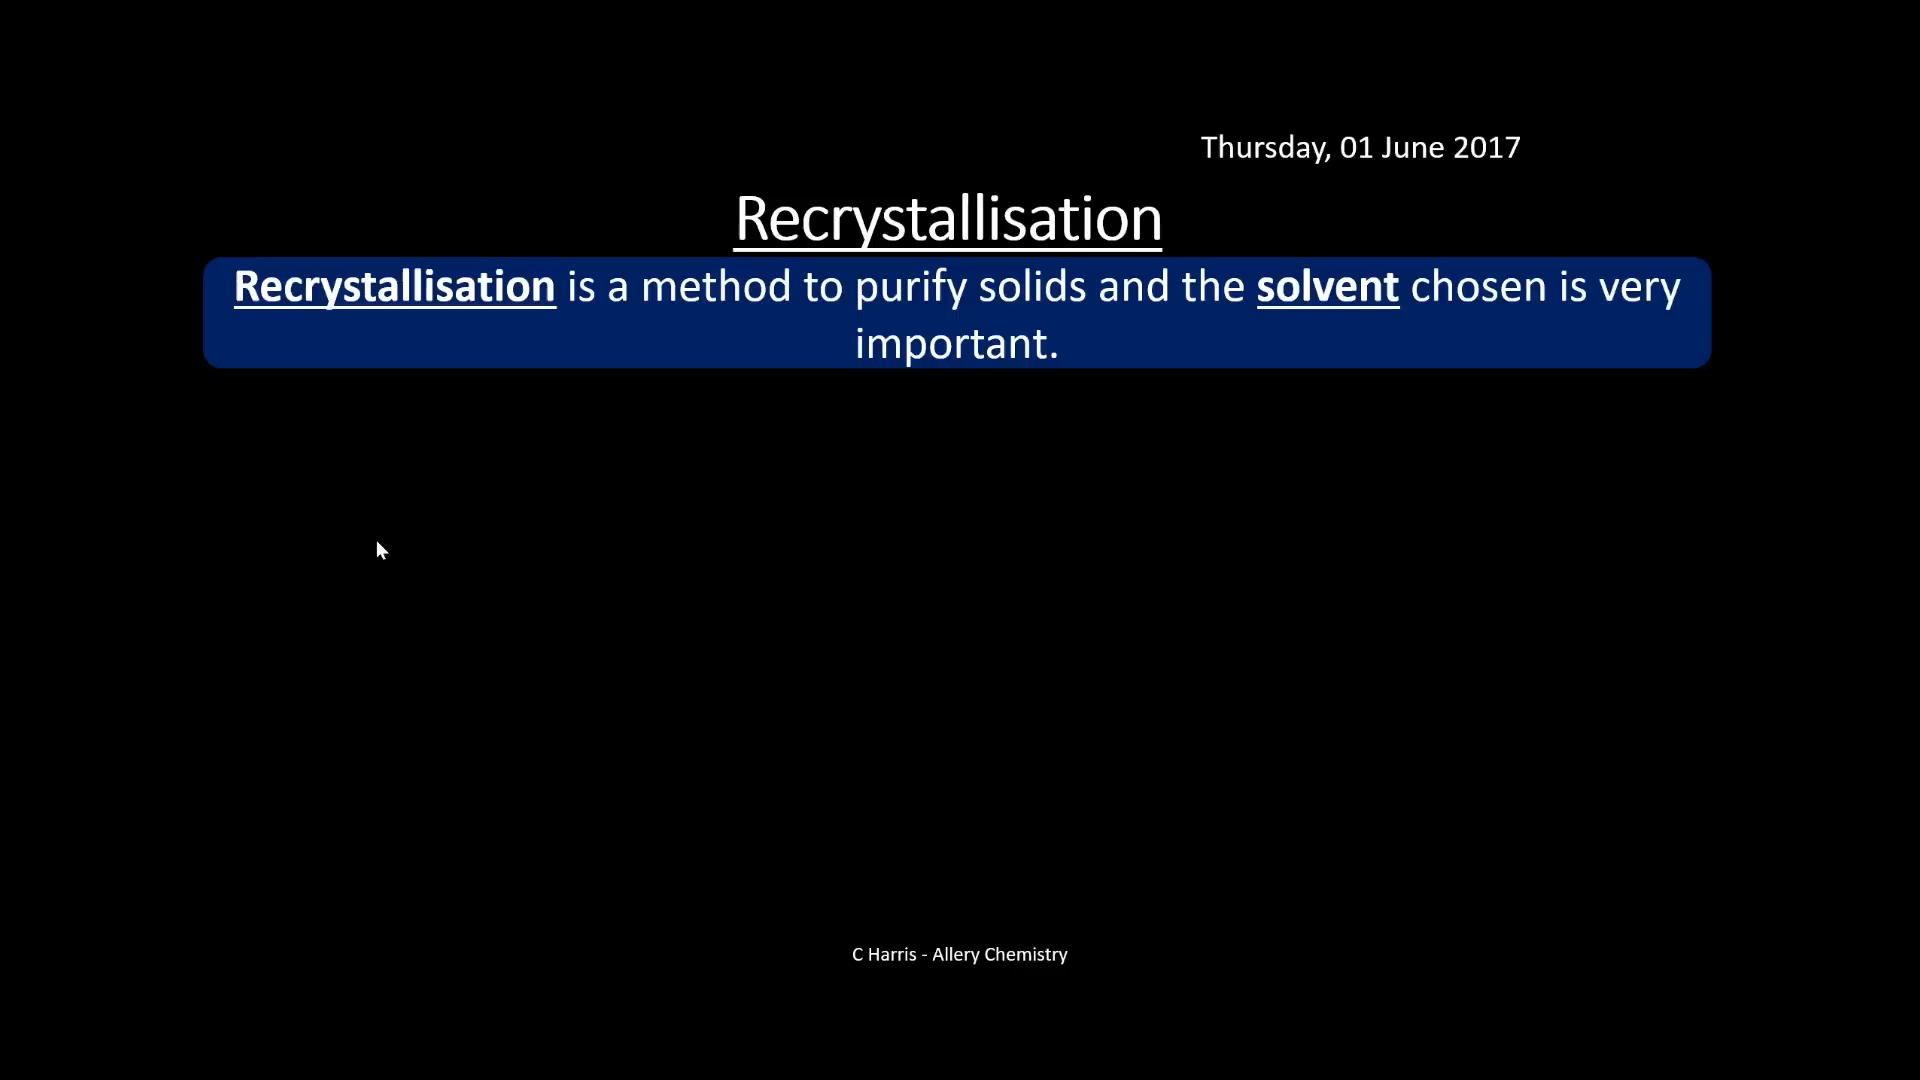 Thursday, 01 June 2017
Recrystallisation
Recrystallisation is a method to purify solids and the solvent chosen is very
important.
C Harris - Allery Chemistry